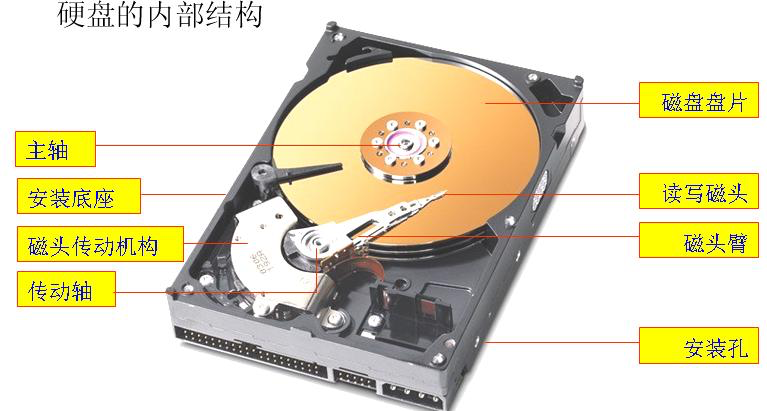 硬盘的内部结构
主轴
安装底座
磁头传动机构
传动轴
磁盘盘片
读写磁头
磁头臂
安装孔